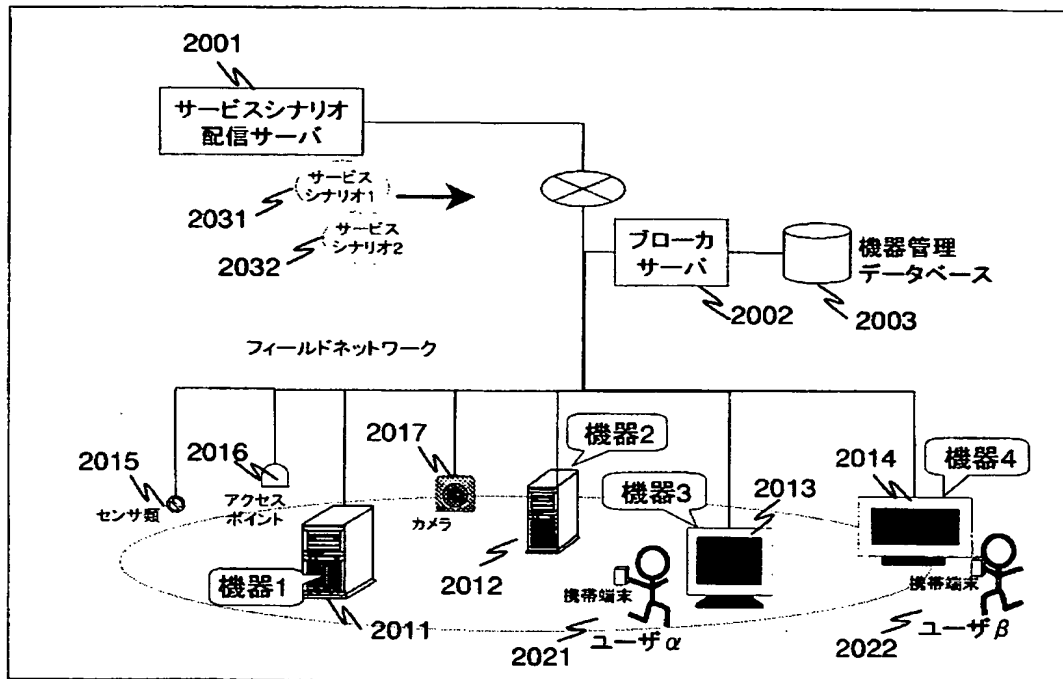 2001
サービスシナリオ
配信サーバ
サービス
シナリオ1
2031
サービス
シナリオ2
2032
ブローカ
サーバ
2002
機器管理
データベース
2003
フィールドネットワーク
2015
センサ類
2016
アクセス
ポイント
2017
カメラ
機器1
2011
機器2
2012
機器3
2013
2014
機器4
携帯端末
2021
ユーザα
携帯端末
2022
ユーザβ